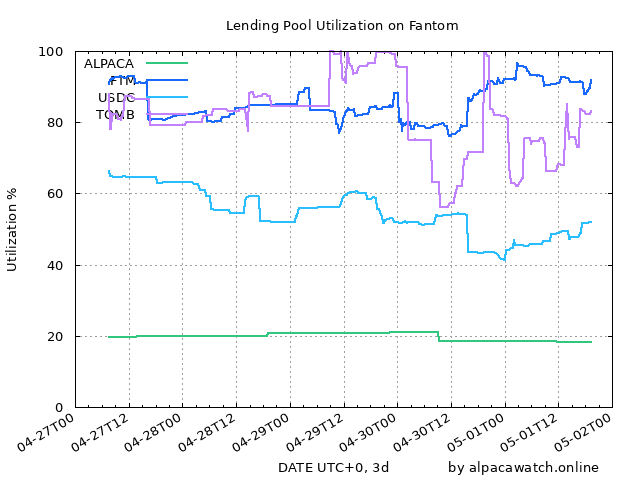 Lending Pool Utilization on Fantom
100
80
60
40
20
0
Utilization %
ALPACA
FTM
USDC
TOMB
04-27T00
04-27T12
04-28T00
04-28T12
04-29T00
04-29T12
04-30T00
04-30T12
05-01T00
05-01T12
05-02T00
DATE UTC+0, 3d
by alpacawatch.online